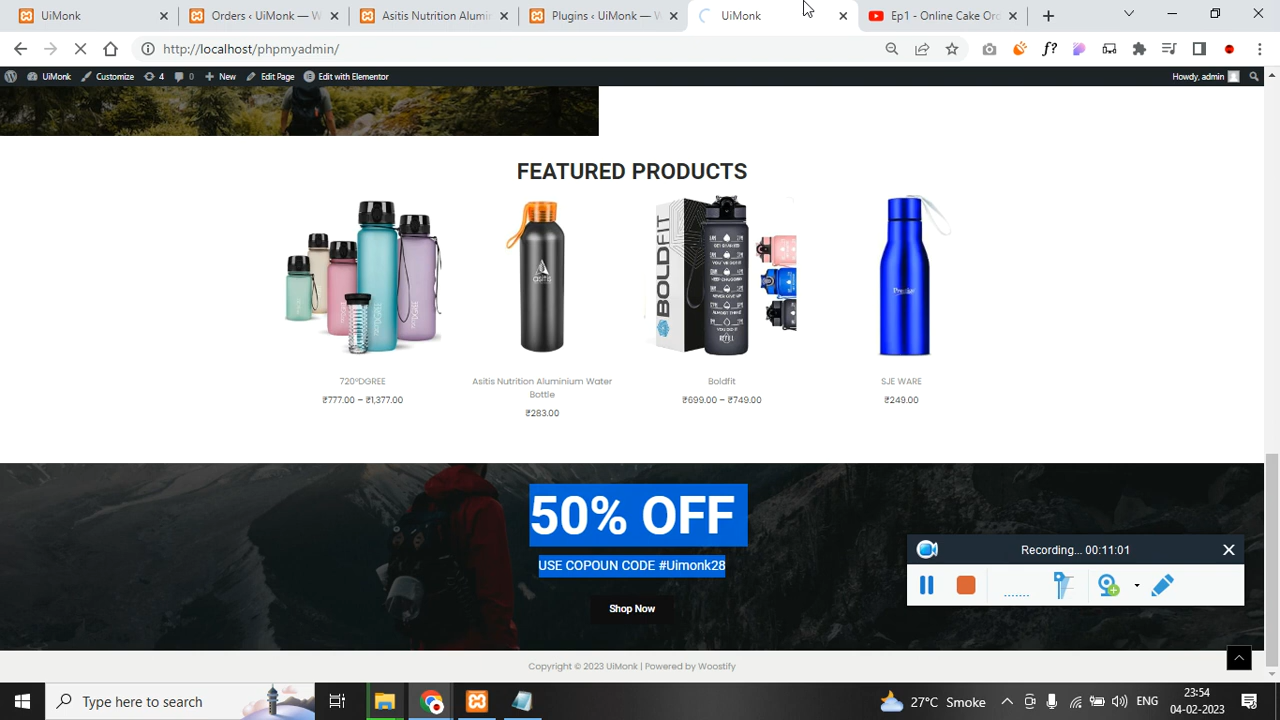 UiMonk
Orders ‹ UiMonk — W
Asitis Nutrition Alumin
Plugins ‹ UiMonk — W
UiMonk
Ep1 - Online Cake Ord
http://localhost/phpmyadmin/
f?
UiMonk
Customize
4
0
New
Edit Page
Edit with Elementor
Howdy, admin
FEATURED PRODUCTS
BOLDFIT
asitis
720°DGREE
Asitis Nutrition Aluminium Water
Bottle
Boldfit
SJE WARE
₹777.00 – ₹1,377.00
₹283.00
₹699.00 – ₹749.00
₹249.00
50% OFF
USE COPOUN CODE #Uimonk28
Shop Now
Recording... 00:11:01
Copyright © 2023 UiMonk | Powered by Woostify
Type here to search
27°C Smoke
ENG
23:54
04-02-2023